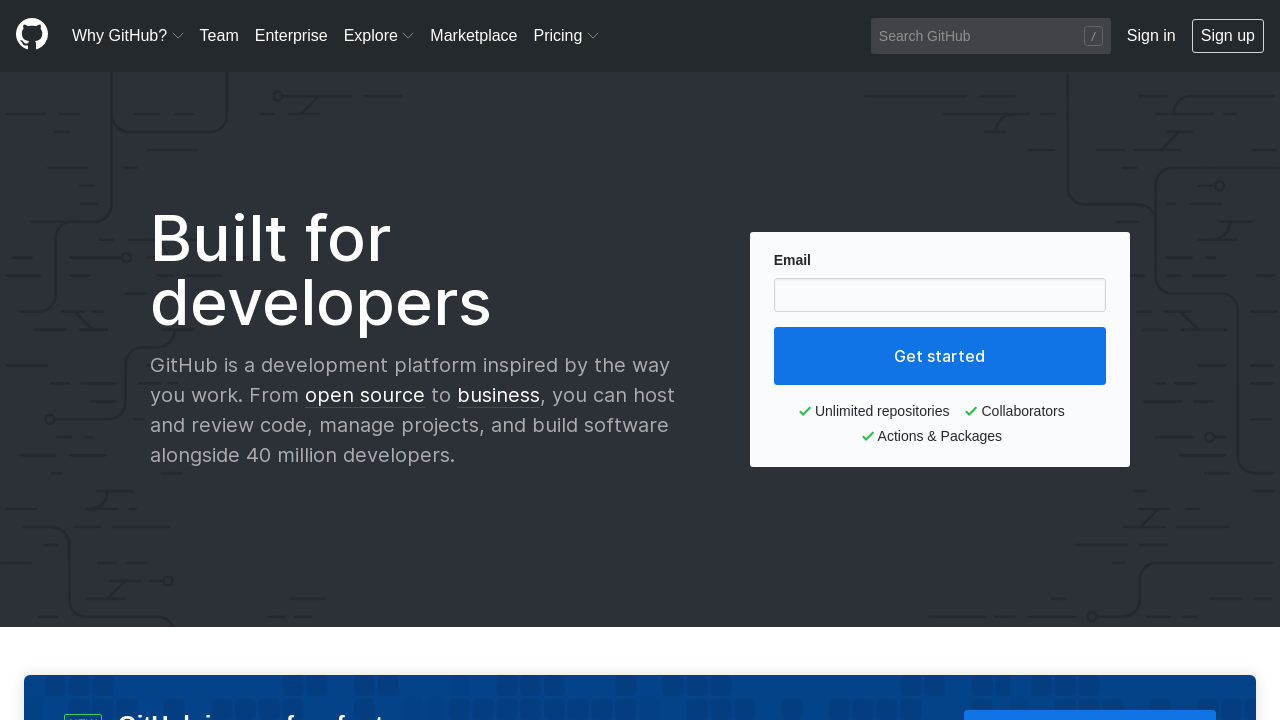 Why GitHub? Team Enterprise Explore Marketplace Pricing Search GitHub / Sign in Sign up
Built for
developers
GitHub is a development platform inspired by the way
you work. From open source to business, you can host
and review code, manage projects, and build software
alongside 40 million developers.
Email
Get started
Unlimited repositories Collaborators
Actions & Packages